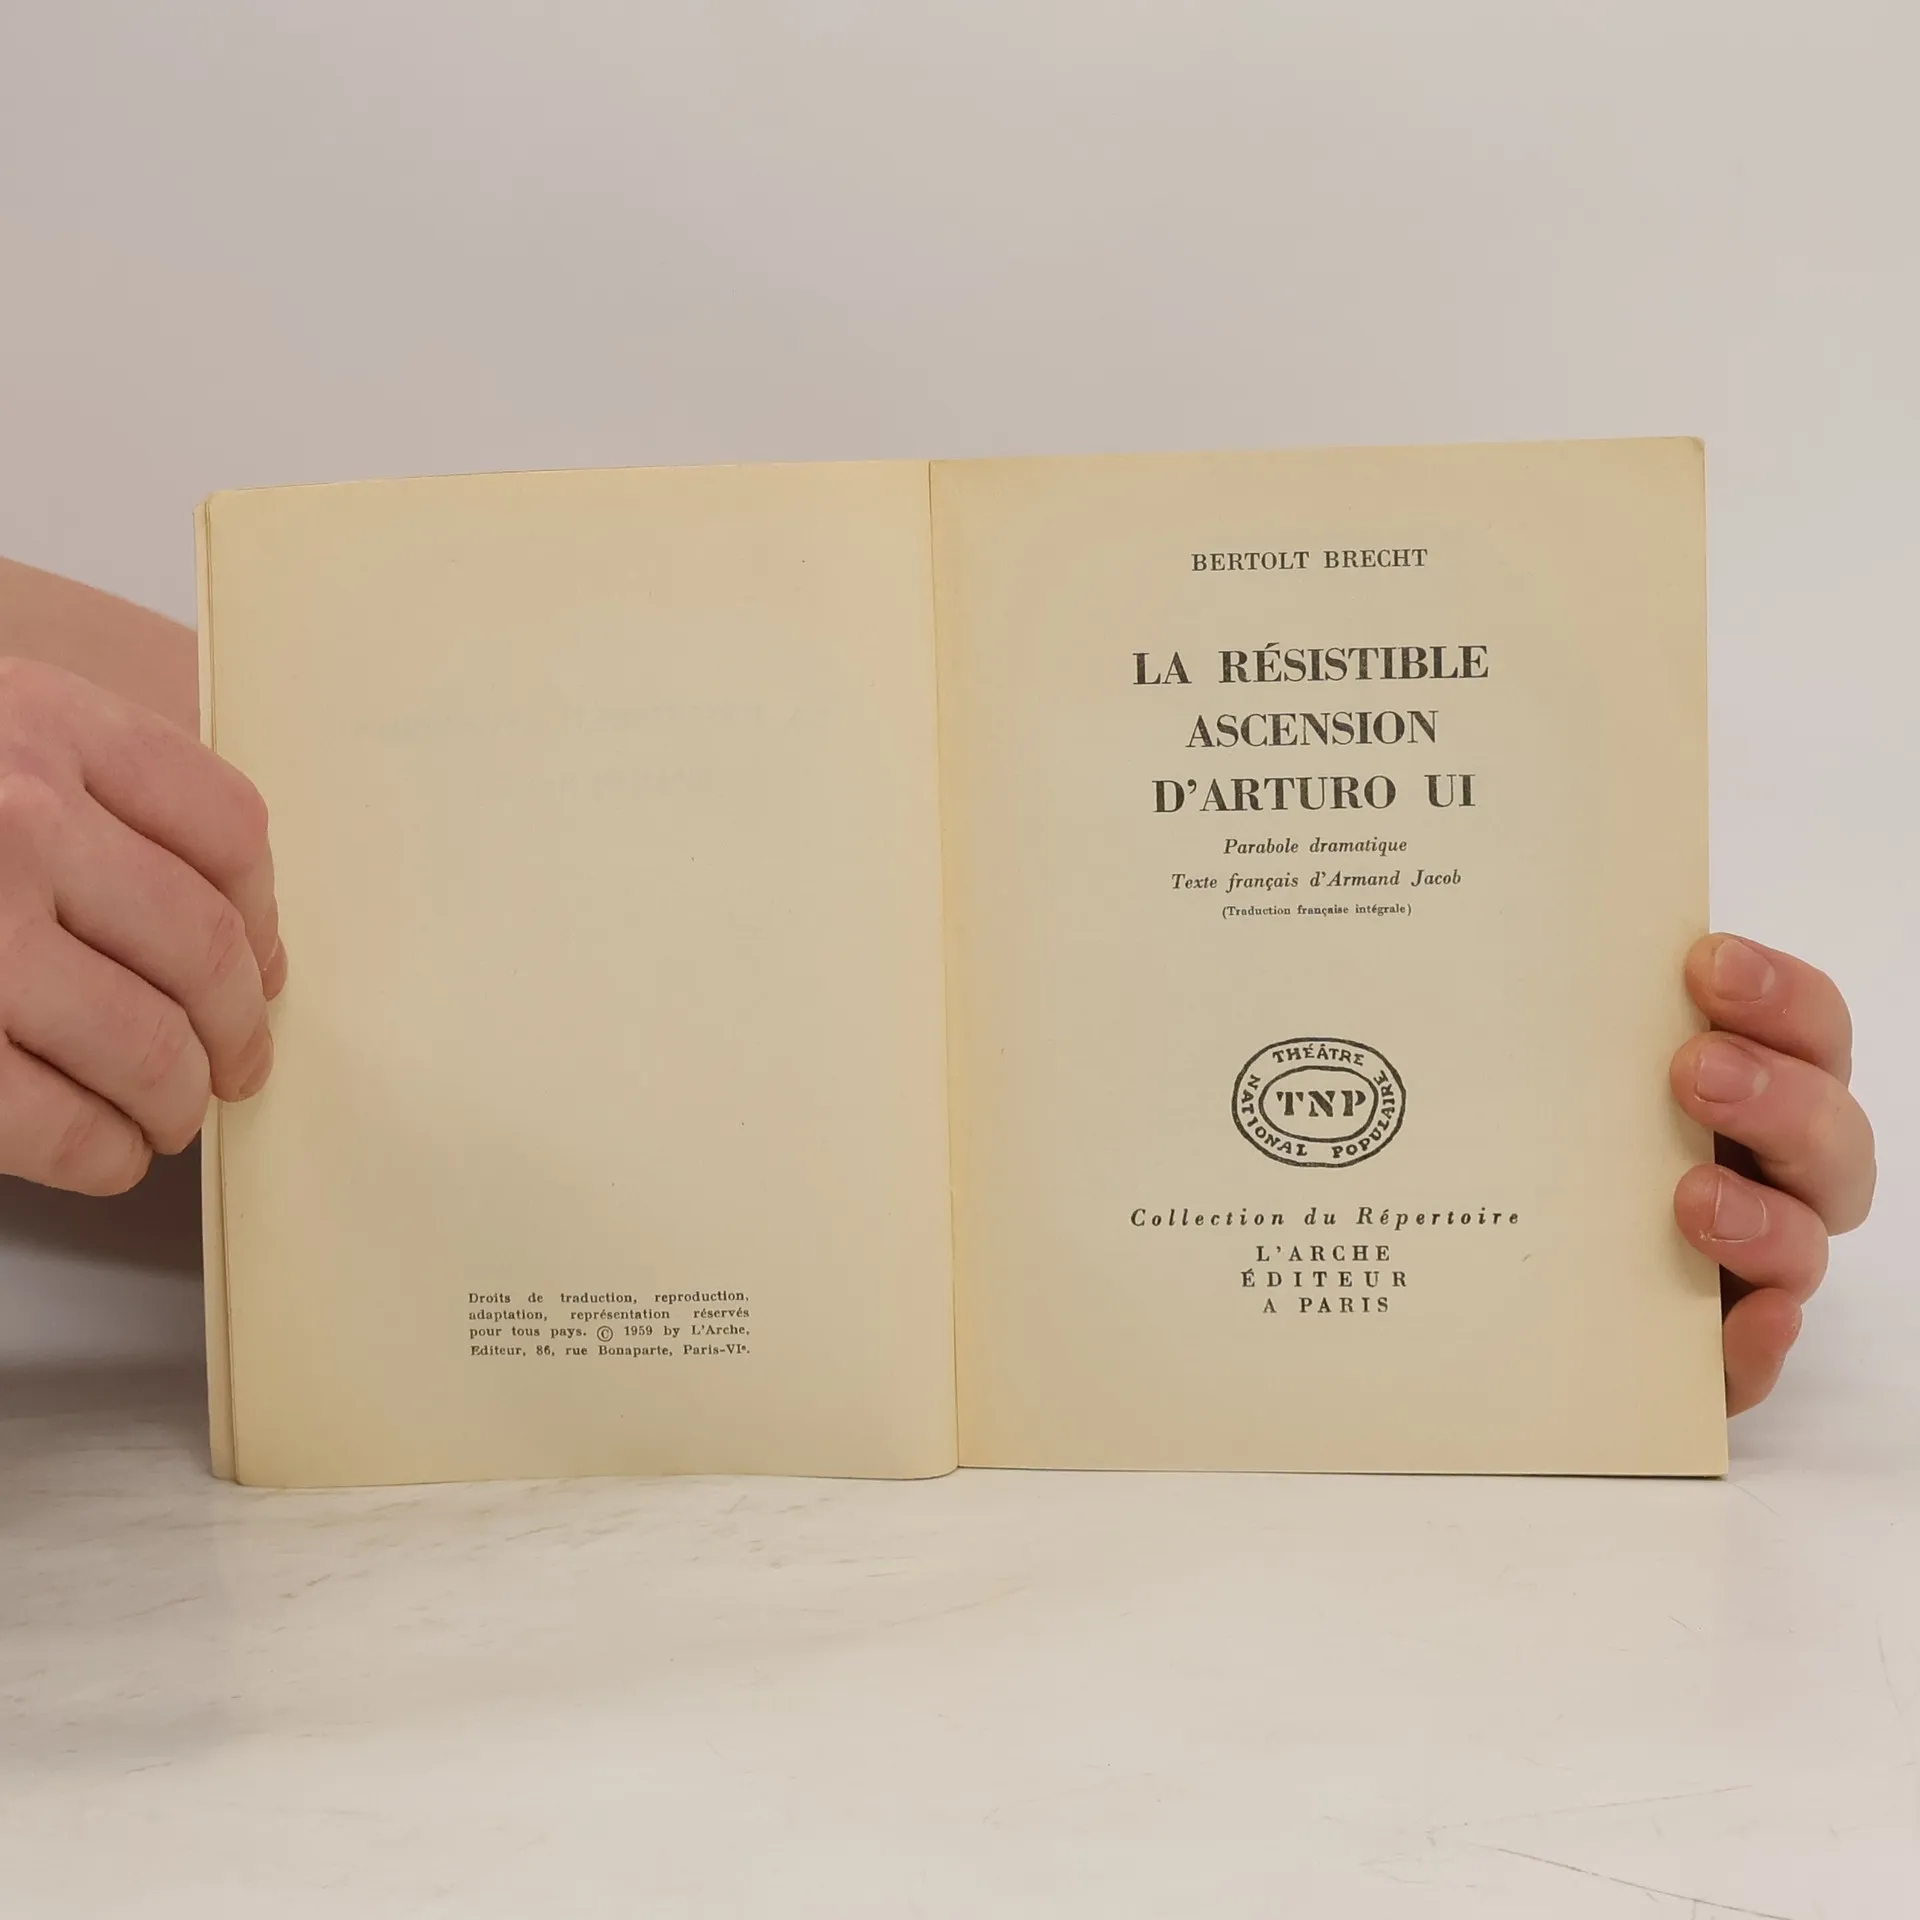 Droits de traduction, reproduction,
adaptation, représentation réservés
pour tous pays. © 1959 by L'Arche,
Editeur, 86, rue Bonaparte, Paris-VIe.
BERTOLT BRECHT
LA RÉSISTIBLE
ASCENSION
D'ARTURO UI
Parabole dramatique
Texte français d'Armand Jacob
(Traduction française intégrale)
THÉÂTRE
NATIONAL POPULAIRE
TNP
Collection du Répertoire
L'ARCHE
ÉDITEUR
A PARIS